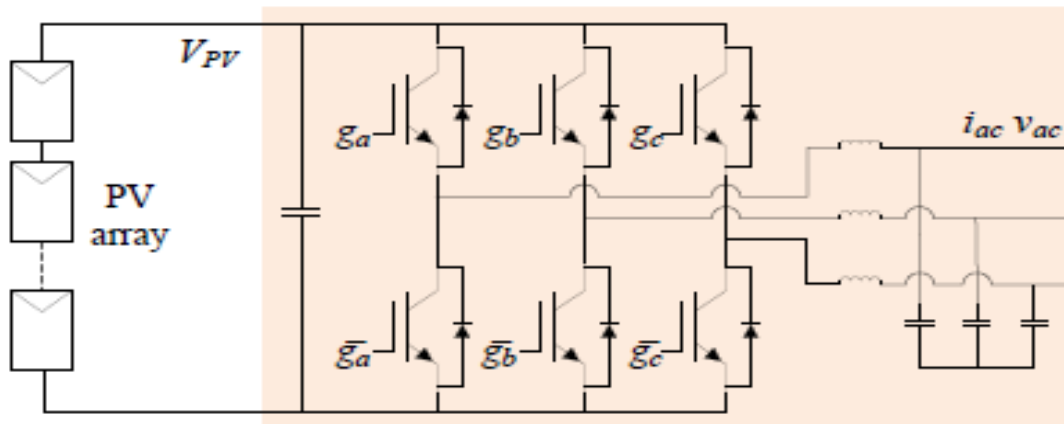 V_PV
i_ac v_ac
g_a
g_b
g_c
PV
array
g̅_a
g̅_b
g̅_c